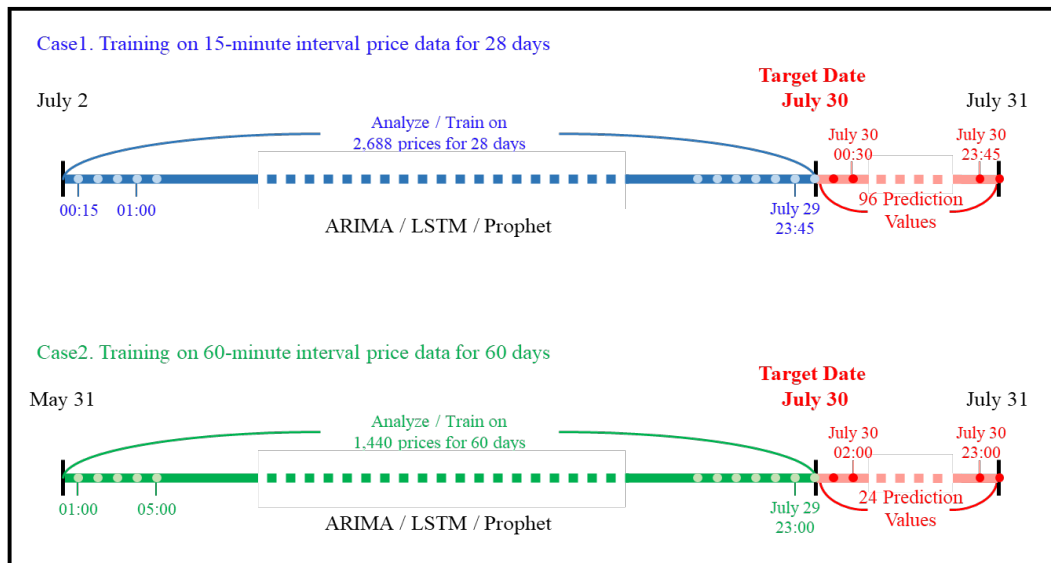 Case1. Training on 15-minute interval price data for 28 days
Target Date
July 30
July 2
July 31
Analyze / Train on
2,688 prices for 28 days
July 30
00:30
July 30
23:45
00:15
01:00
July 29
23:45
96 Prediction
Values
ARIMA / LSTM / Prophet
Case2. Training on 60-minute interval price data for 60 days
Target Date
July 30
May 31
July 31
Analyze / Train on
1,440 prices for 60 days
July 30
02:00
July 30
23:00
01:00
05:00
July 29
23:00
24 Prediction
Values
ARIMA / LSTM / Prophet